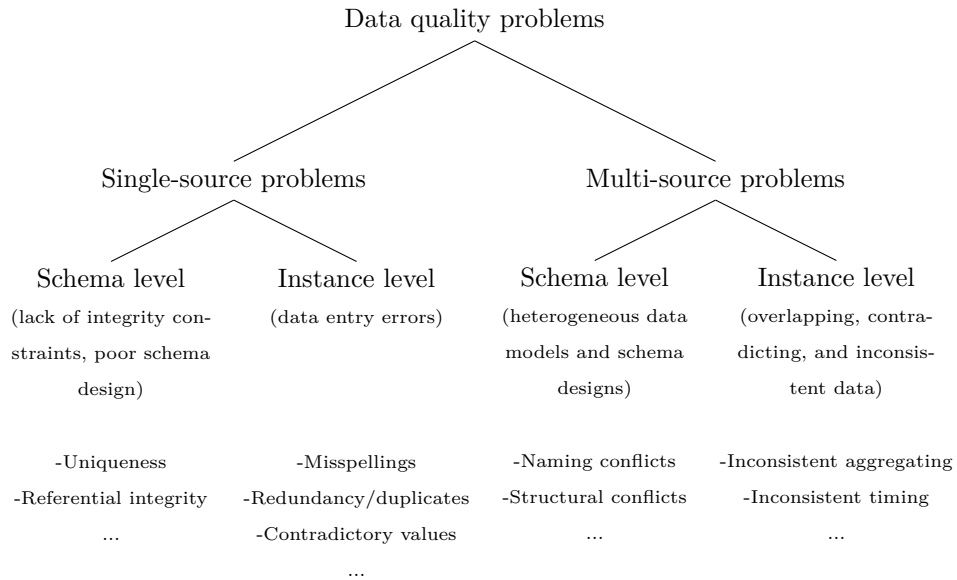 Data quality problems
Single-source problems
Multi-source problems
Schema level
(lack of integrity con-
straints, poor schema
design)
-Uniqueness
-Referential integrity
...
Instance level
(data entry errors)
-Misspellings
-Redundancy/duplicates
-Contradictory values
...
Schema level
(heterogeneous data
models and schema
designs)
-Naming conflicts
-Structural conflicts
...
Instance level
(overlapping, contra-
dicting, and inconsis-
tent data)
-Inconsistent aggregating
-Inconsistent timing
...